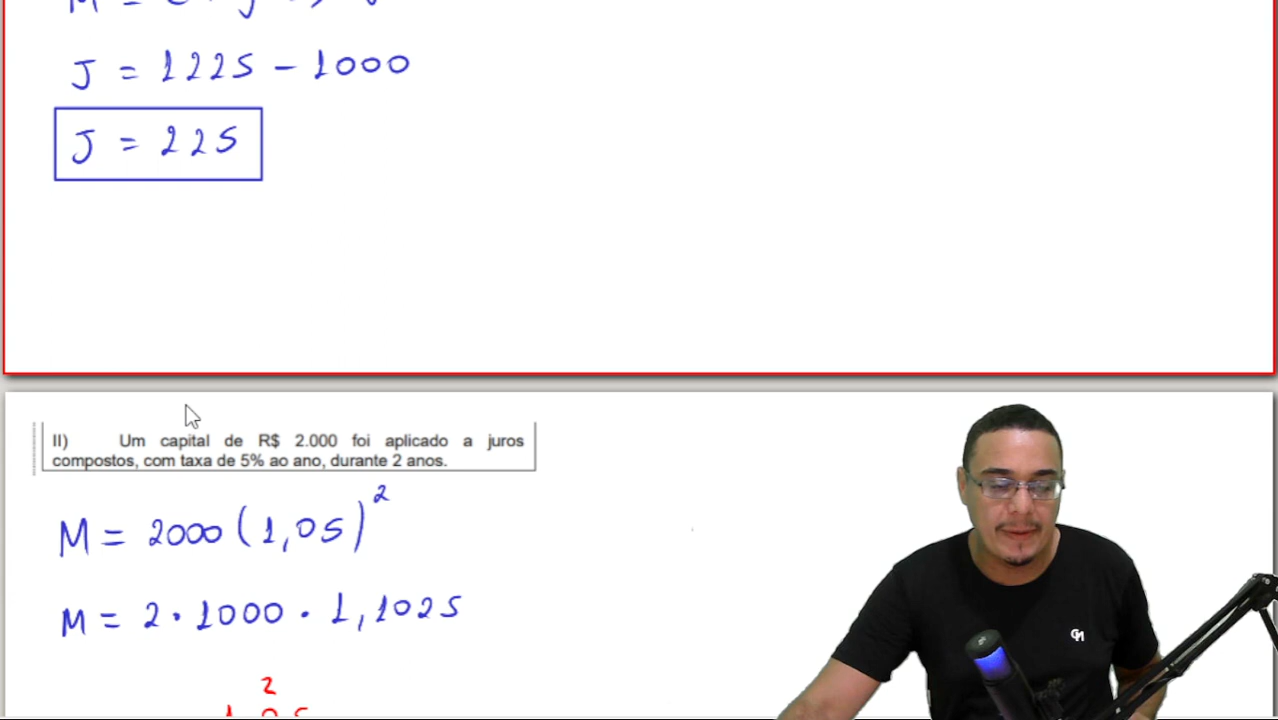 J = 1225 - 1000
J = 225
II) Um capital de R$ 2.000 foi aplicado a juros
compostos, com taxa de 5% ao ano, durante 2 anos.
M = 2000 (1,05)²
M = 2 · 1000 · 1,1025
2